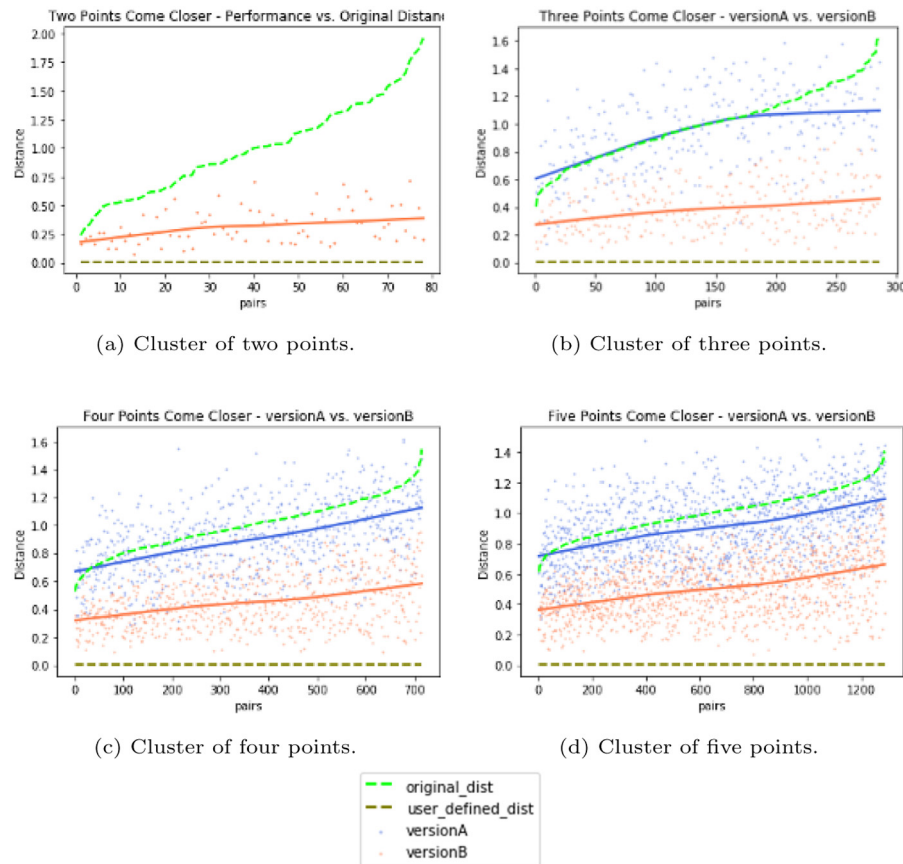 Two Points Come Closer - Performance vs. Original Distanc
2.00
1.75
1.50
1.25
1.00
0.75
0.50
0.25
0.00
Distance
0 10 20 30 40 50 60 70 80
pairs
(a) Cluster of two points.
Three Points Come Closer - versionA vs. versionB
1.6
1.4
1.2
1.0
0.8
0.6
0.4
0.2
0.0
Distance
0 50 100 150 200 250 300
pairs
(b) Cluster of three points.
Four Points Come Closer - versionA vs. versionB
1.6
1.4
1.2
1.0
0.8
0.6
0.4
0.2
0.0
Distance
0 100 200 300 400 500 600 700
pairs
(c) Cluster of four points.
Five Points Come Closer - versionA vs. versionB
1.4
1.2
1.0
0.8
0.6
0.4
0.2
0.0
Distance
0 200 400 600 800 1000 1200
pairs
(d) Cluster of five points.
original_dist
user_defined_dist
versionA
versionB